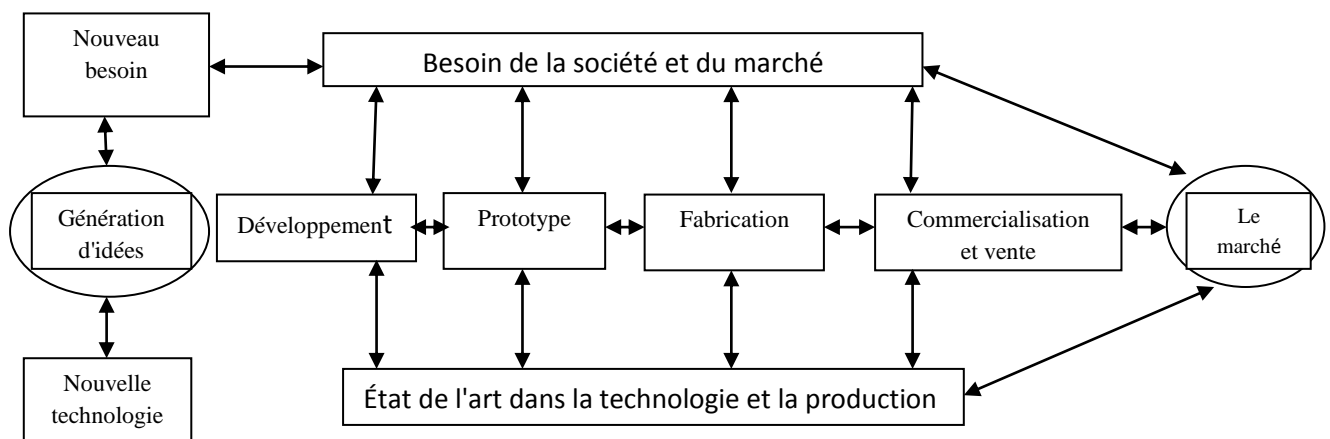 Nouveau
besoin
Besoin de la société et du marché
Génération
d'idées
Développement
Prototype
Fabrication
Commercialisation
et vente
Le
marché
Nouvelle
technologie
État de l'art dans la technologie et la production